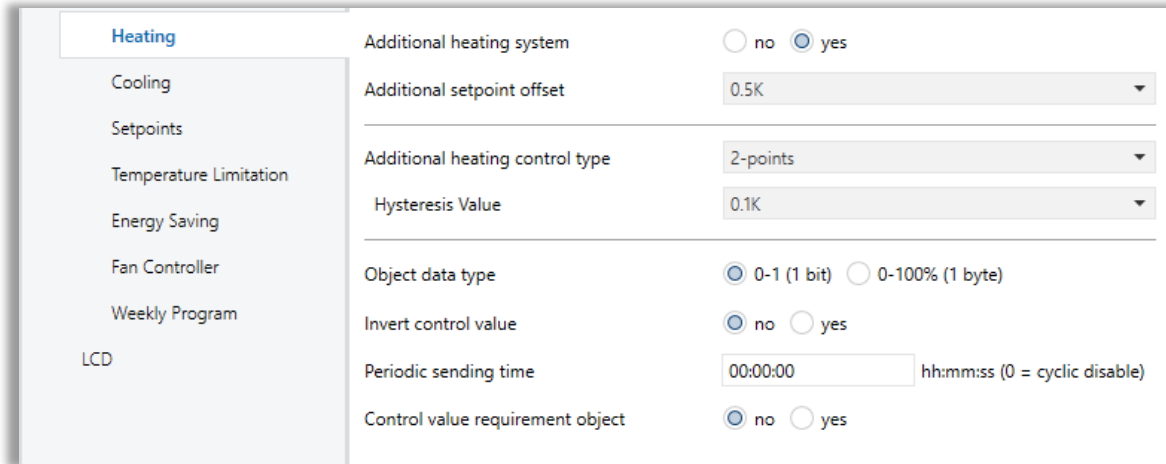 Heating
Cooling
Setpoints
Temperature Limitation
Energy Saving
Fan Controller
Weekly Program
LCD
Additional heating system no yes
Additional setpoint offset 0.5K
Additional heating control type 2-points
Hysteresis Value 0.1K
Object data type 0-1 (1 bit) 0-100% (1 byte)
Invert control value no yes
Periodic sending time 00:00:00 hh:mm:ss (0 = cyclic disable)
Control value requirement object no yes